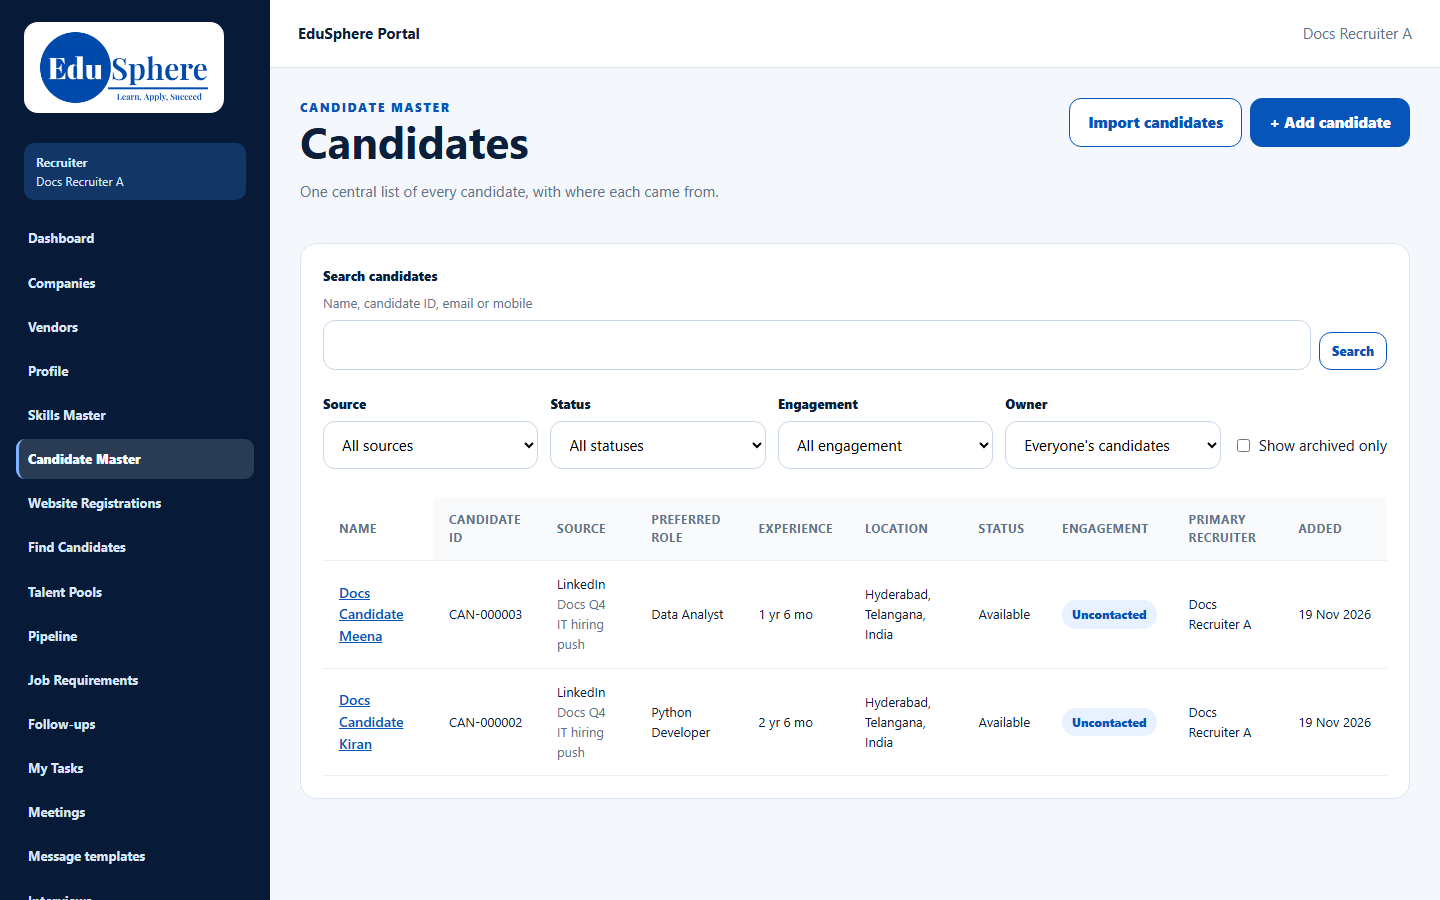 EduSphere
Learn. Apply, Succeed
Recruiter
Docs Recruiter A
Dashboard
Companies
Vendors
Profile
Skills Master
Candidate Master
Website Registrations
Find Candidates
Talent Pools
Pipeline
Job Requirements
Follow-ups
My Tasks
Meetings
Message templates
Interviews
EduSphere Portal
Docs Recruiter A
CANDIDATE MASTER
Candidates
One central list of every candidate, with where each came from.
Import candidates
+ Add candidate
Search candidates
Name, candidate ID, email or mobile
Search
Source
Status
Engagement
Owner
All sources
All statuses
All engagement
Everyone's candidates
Show archived only
NAME
CANDIDATE
ID
SOURCE
PREFERRED
ROLE
EXPERIENCE
LOCATION
STATUS
ENGAGEMENT
PRIMARY
RECRUITER
ADDED
Docs
Candidate
Meena
CAN-000003
LinkedIn
Docs Q4
IT hiring
push
Data Analyst
1 yr 6 mo
Hyderabad,
Telangana,
India
Available
Uncontacted
Docs
Recruiter A
19 Nov 2026
Docs
Candidate
Kiran
CAN-000002
LinkedIn
Docs Q4
IT hiring
push
Python
Developer
2 yr 6 mo
Hyderabad,
Telangana,
India
Available
Uncontacted
Docs
Recruiter A
19 Nov 2026